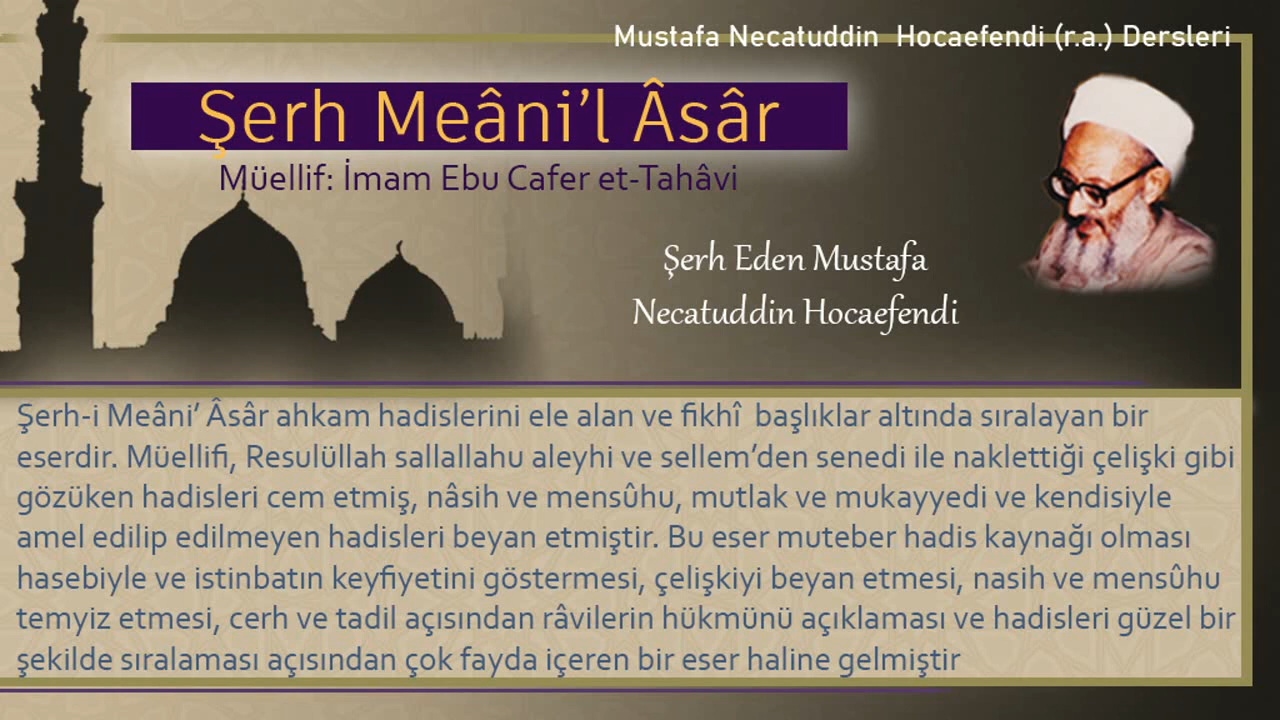 Mustafa Necatuddin Hocaefendi (r.a.) Dersleri
Şerh Meâni’l Âsâr
Müellif: İmam Ebu Cafer et-Tahâvi
Şerh Eden Mustafa
Necatuddin Hocaefendi
Şerh-i Meâni’ Âsâr ahkam hadislerini ele alan ve fikhî başlıklar altında sıralayan bir
eserdir. Müellifi, Resulüllah sallallahu aleyhi ve sellem’den senedi ile naklettiği çelişki gibi
gözüken hadisleri cem etmiş, nâsih ve mensûhu, mutlak ve mukayyedi ve kendisiyle
amel edilip edilmeyen hadisleri beyan etmiştir. Bu eser muteber hadis kaynağı olması
hasebiyle ve istinbatın keyfiyetini göstermesi, çelişkiyi beyan etmesi, nasih ve mensûhu
temyiz etmesi, cerh ve tadil açısından râvilerin hükmünü açıklaması ve hadisleri güzel bir
şekilde sıralaması açısından çok fayda içeren bir eser haline gelmiştir